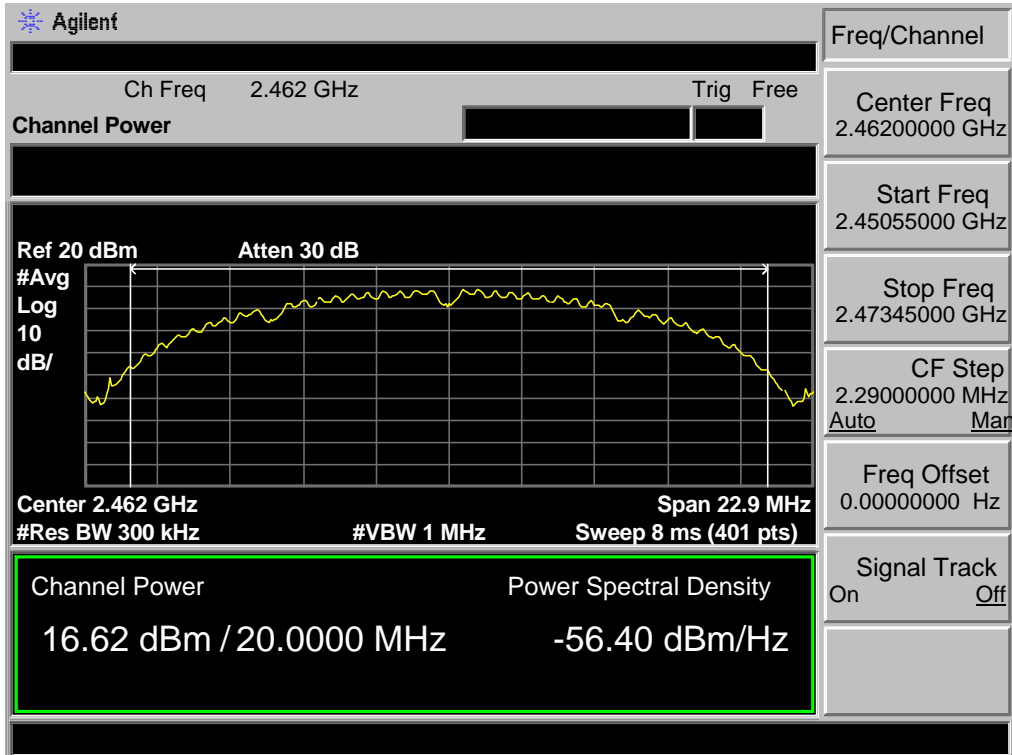 Agilent
Ch Freq 2.462 GHz Trig Free
Channel Power
Ref 20 dBm Atten 30 dB
#Avg
Log
10
dB/
Center 2.462 GHz Span 22.9 MHz
#Res BW 300 kHz #VBW 1 MHz Sweep 8 ms (401 pts)
Channel Power Power Spectral Density
16.62 dBm / 20.0000 MHz -56.40 dBm/Hz
Freq/Channel
Center Freq
2.46200000 GHz
Start Freq
2.45055000 GHz
Stop Freq
2.47345000 GHz
CF Step
2.29000000 MHz
Auto Man
Freq Offset
0.00000000 Hz
Signal Track
On Off